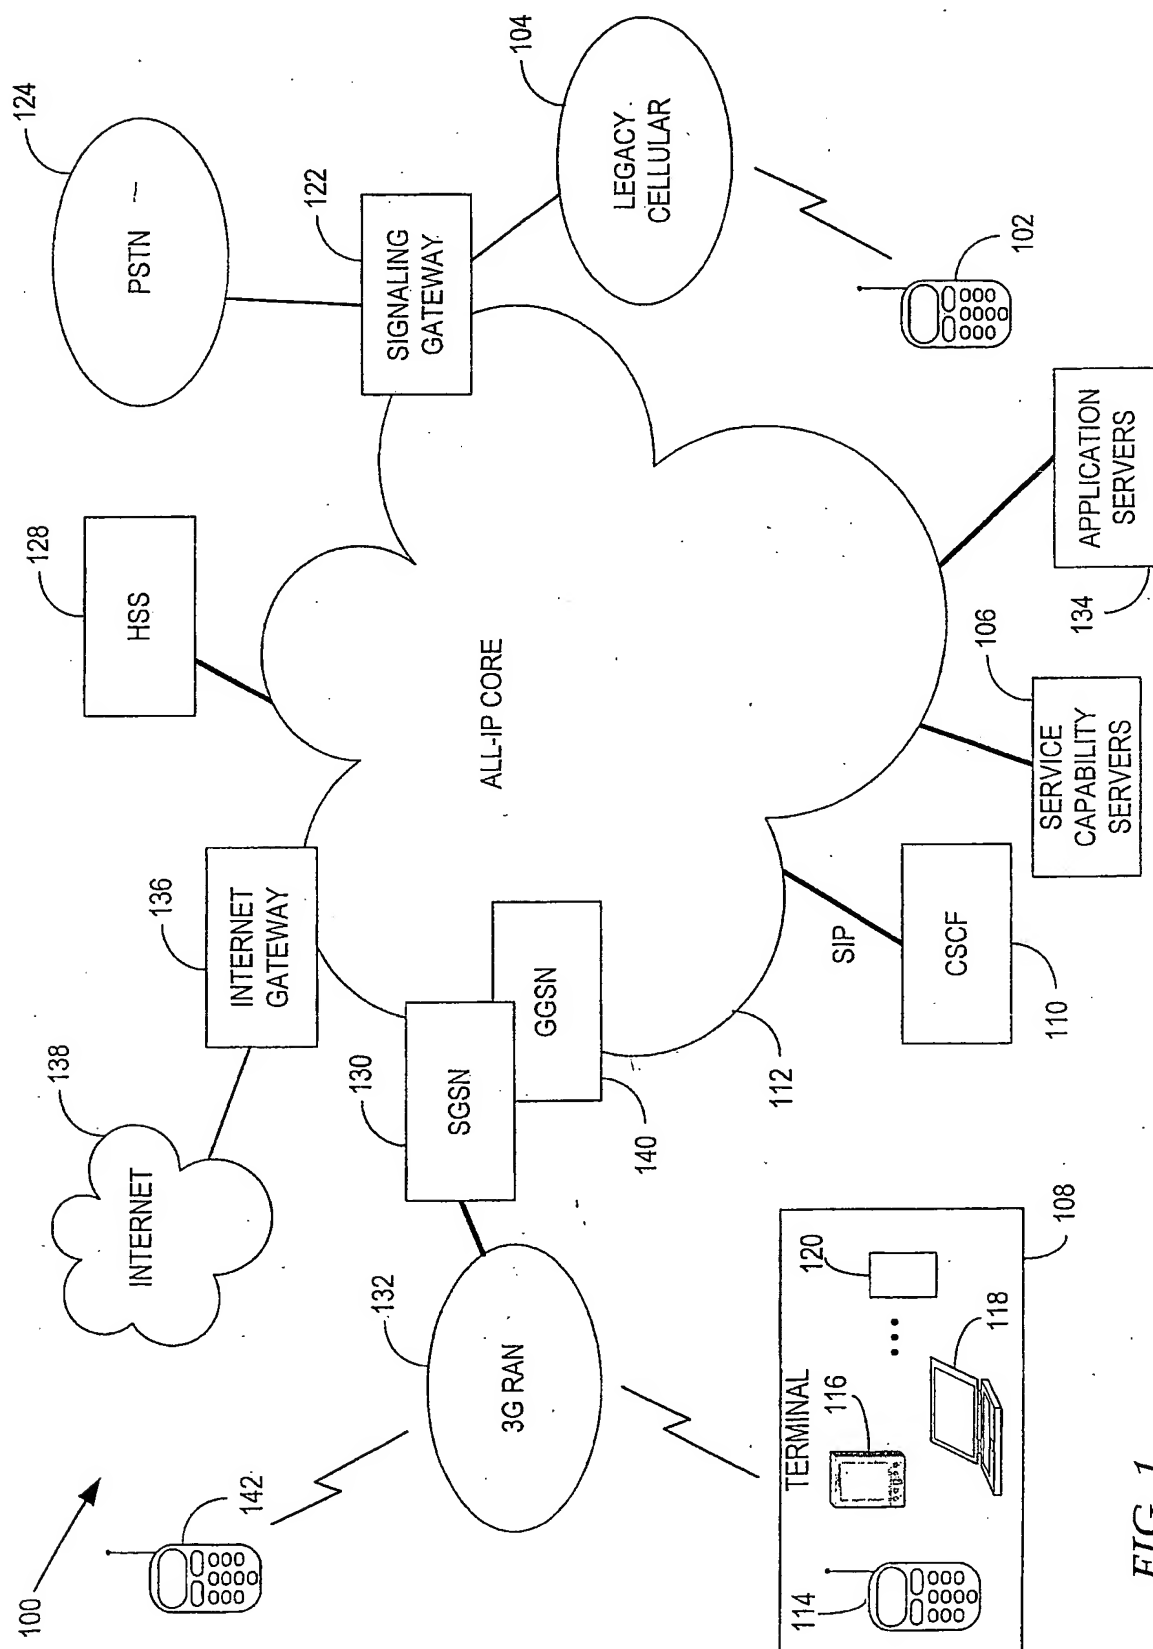 100
142
INTERNET
138
INTERNET
GATEWAY
136
HSS
128
PSTN
124
3G RAN
132
SGSN
130
GGSN
140
ALL-IP CORE
SIGNALING
GATEWAY
122
LEGACY
CELLULAR
104
TERMINAL
114
116
118
120
108
112
SIP
CSCF
110
SERVICE
CAPABILITY
SERVERS
106
APPLICATION
SERVERS
134
102
FIG. 1